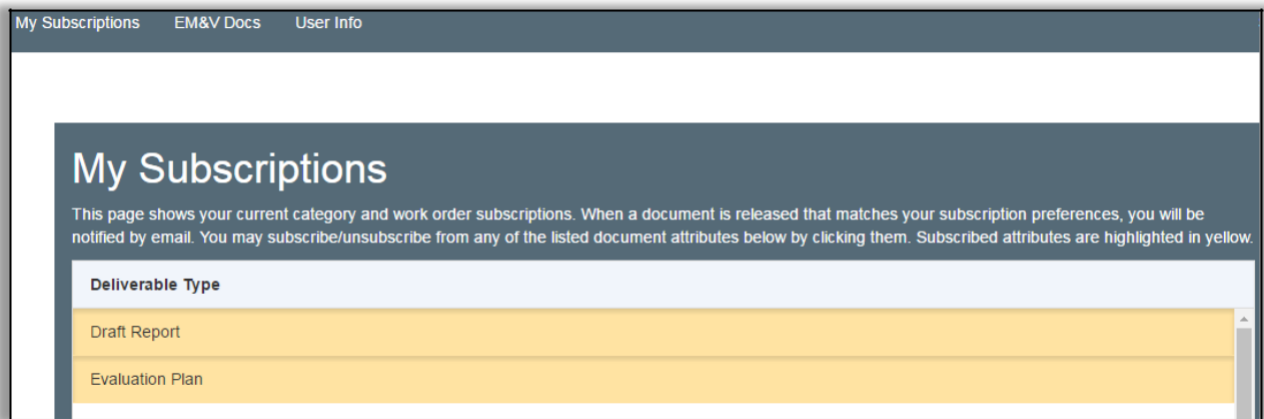 My Subscriptions EM&V Docs User Info
My Subscriptions
This page shows your current category and work order subscriptions. When a document is released that matches your subscription preferences, you will be
notified by email. You may subscribe/unsubscribe from any of the listed document attributes below by clicking them. Subscribed attributes are highlighted in yellow.
Deliverable Type
Draft Report
Evaluation Plan